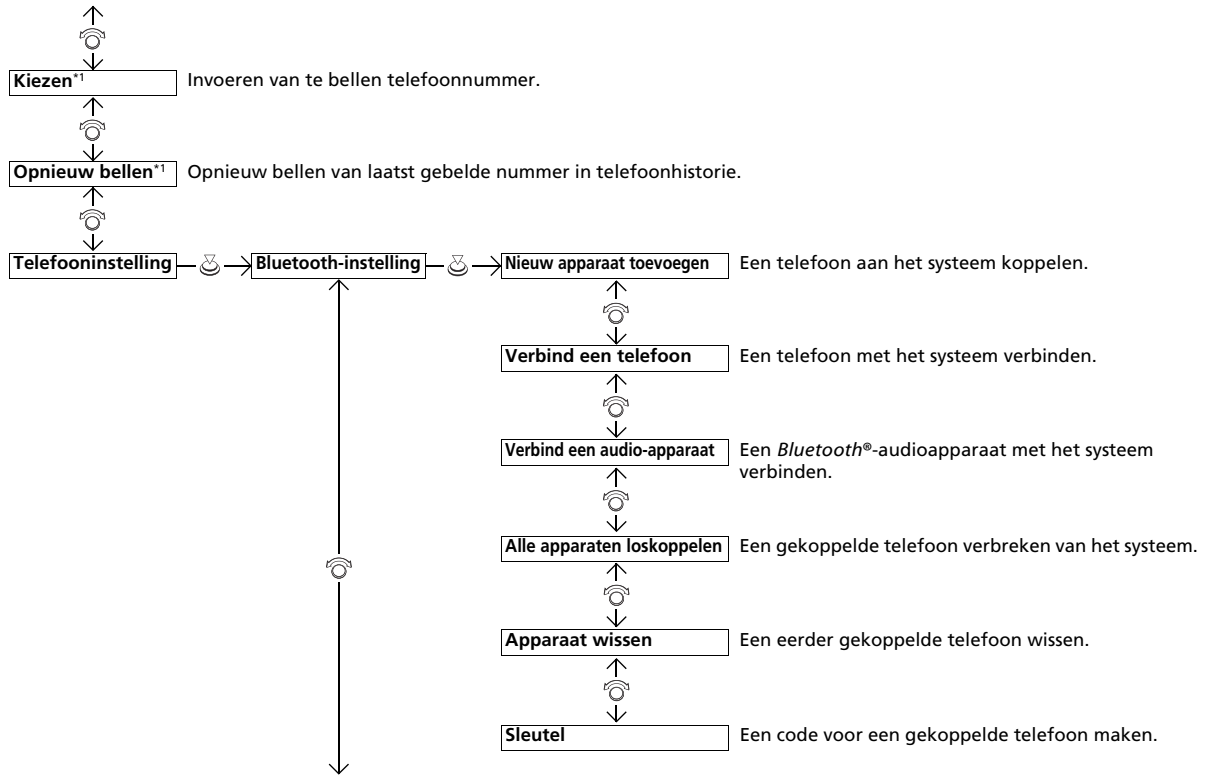 Kiezen*1 Invoeren van te bellen telefoonnummer.
Opnieuw bellen*1 Opnieuw bellen van laatst gebelde nummer in telefoonhistorie.
Telefooninstelling Bluetooth-instelling Nieuw apparaat toevoegen Een telefoon aan het systeem koppelen.
Verbind een telefoon Een telefoon met het systeem verbinden.
Verbind een audio-apparaat Een Bluetooth®-audioapparaat met het systeem
verbinden.
Alle apparaten loskoppelen Een gekoppelde telefoon verbreken van het systeem.
Apparaat wissen Een eerder gekoppelde telefoon wissen.
Sleutel Een code voor een gekoppelde telefoon maken.